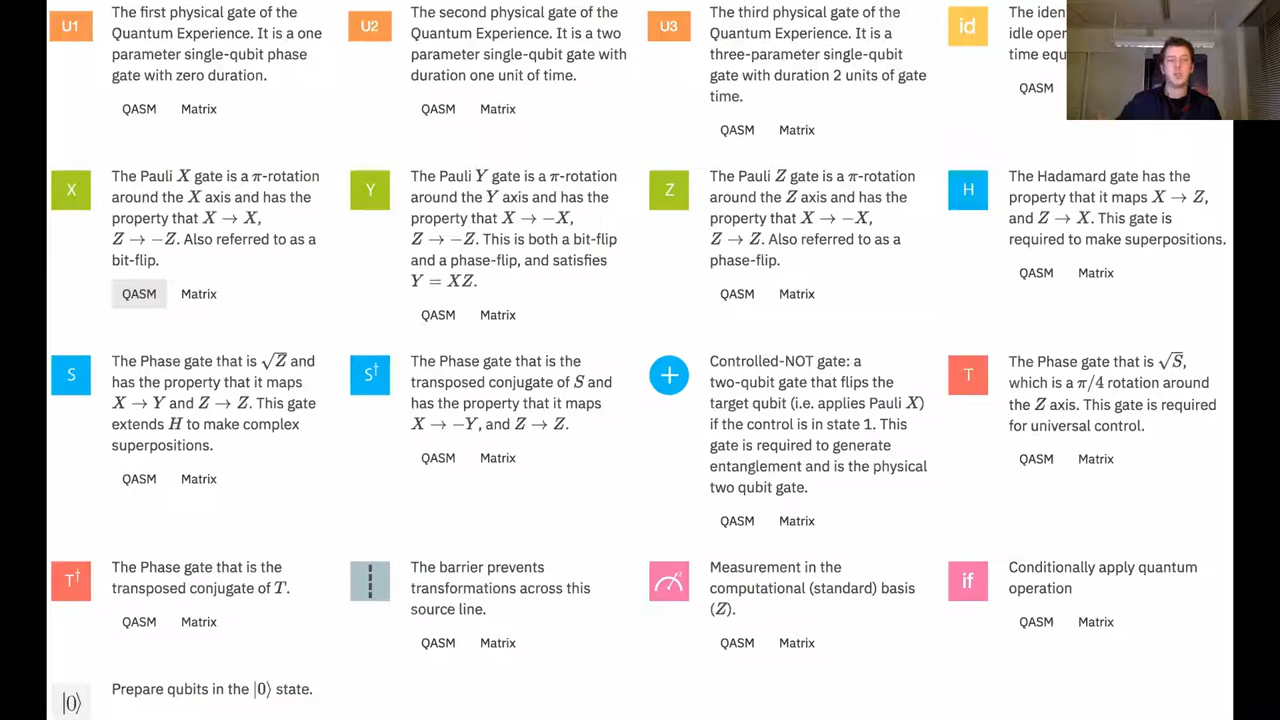 U1
The first physical gate of the
Quantum Experience. It is a one
parameter single-qubit phase
gate with zero duration.
QASM Matrix
U2
The second physical gate of the
Quantum Experience. It is a two
parameter single-qubit gate with
duration one unit of time.
QASM Matrix
U3
The third physical gate of the
Quantum Experience. It is a
three-parameter single-qubit
gate with duration 2 units of gate
time.
QASM Matrix
id
The iden
idle oper
time equ
QASM
X
The Pauli X gate is a π-rotation
around the X axis and has the
property that X → X,
Z → −Z. Also referred to as a
bit-flip.
QASM Matrix
Y
The Pauli Y gate is a π-rotation
around the Y axis and has the
property that X → −X,
Z → −Z. This is both a bit-flip
and a phase-flip, and satisfies
Y = XZ.
QASM Matrix
Z
The Pauli Z gate is a π-rotation
around the Z axis and has the
property that X → −X,
Z → Z. Also referred to as a
phase-flip.
QASM Matrix
H
The Hadamard gate has the
property that it maps X → Z,
and Z → X. This gate is
required to make superpositions.
QASM Matrix
S
The Phase gate that is √Z and
has the property that it maps
X → Y and Z → Z. This gate
extends H to make complex
superpositions.
QASM Matrix
S†
The Phase gate that is the
transposed conjugate of S and
has the property that it maps
X → −Y, and Z → Z.
QASM Matrix
+
Controlled-NOT gate: a
two-qubit gate that flips the
target qubit (i.e. applies Pauli X)
if the control is in state 1. This
gate is required to generate
entanglement and is the physical
two qubit gate.
QASM Matrix
T
The Phase gate that is √S,
which is a π/4 rotation around
the Z axis. This gate is required
for universal control.
QASM Matrix
T†
The Phase gate that is the
transposed conjugate of T.
QASM Matrix
The barrier prevents
transformations across this
source line.
QASM Matrix
z
Measurement in the
computational (standard) basis
(Z).
QASM Matrix
if
Conditionally apply quantum
operation
QASM Matrix
|0⟩
Prepare qubits in the |0⟩ state.